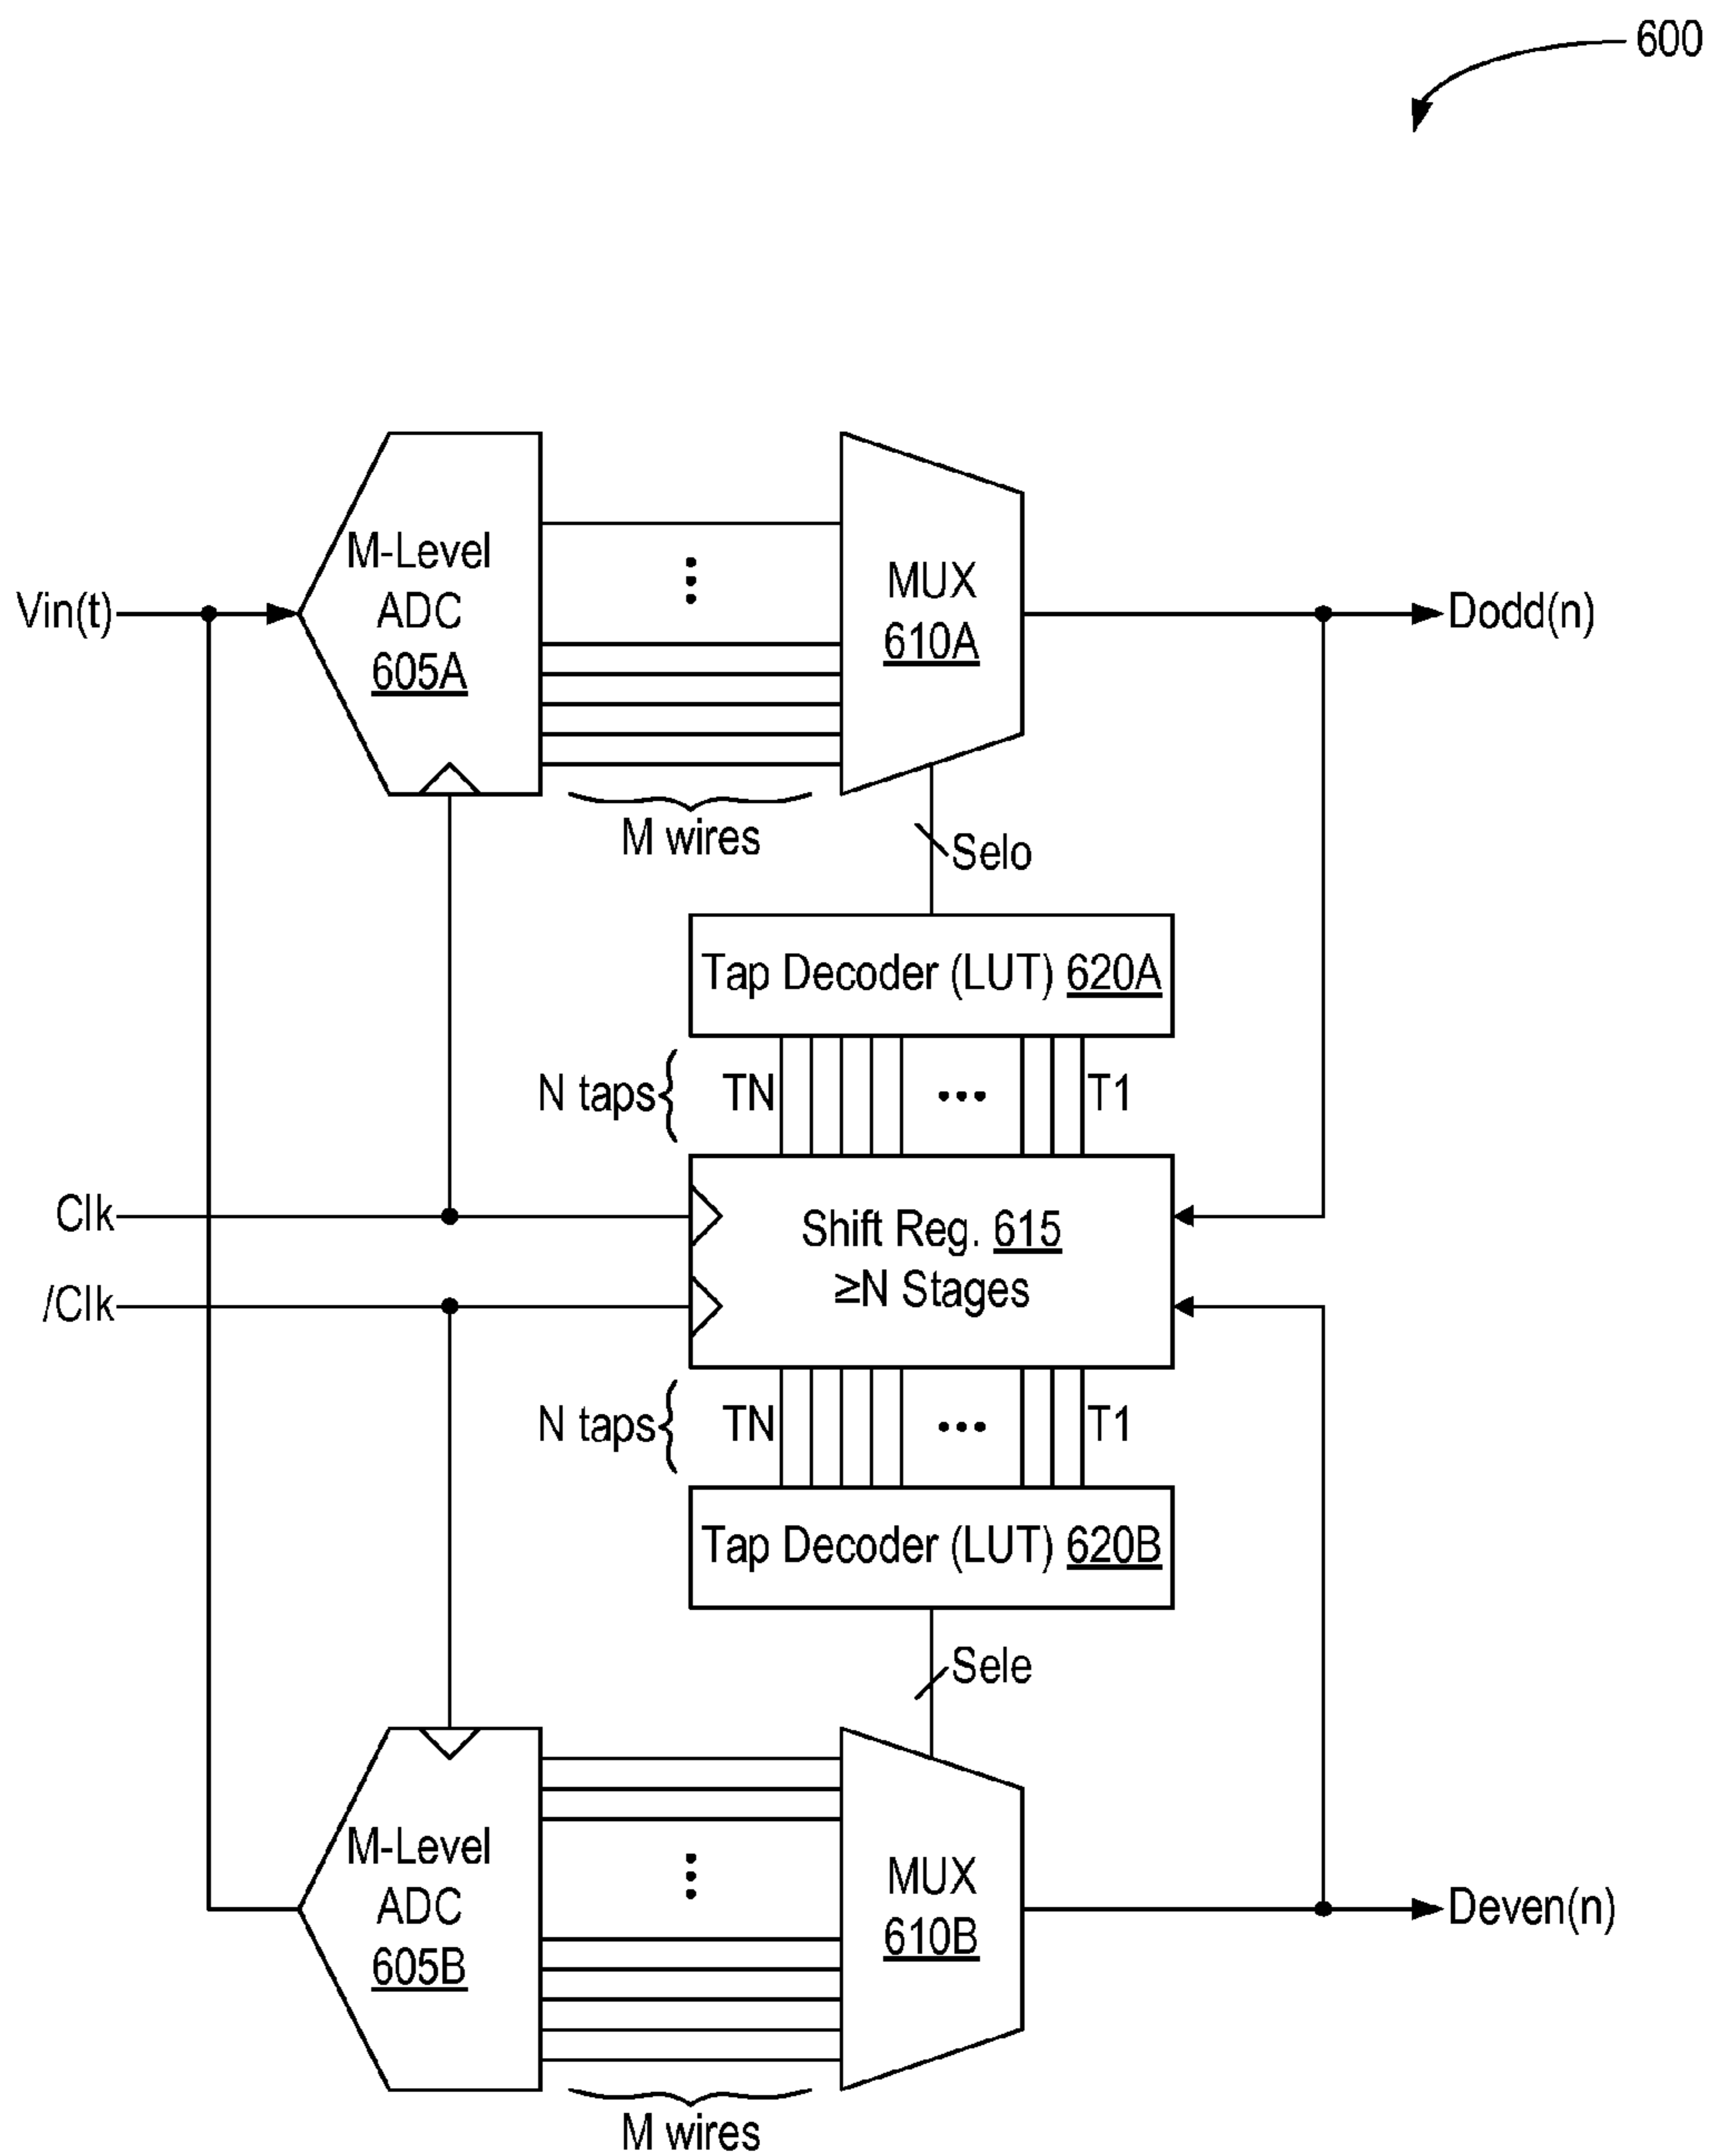 600
M-Level
ADC
605A
MUX
610A
Vin(t)
Dodd(n)
M wires
Selo
Tap Decoder (LUT) 620A
N taps{ TN ••• T1
Clk
Shift Reg. 615
≥N Stages
/Clk
N taps{ TN ••• T1
Tap Decoder (LUT) 620B
Sele
M-Level
ADC
605B
MUX
610B
Deven(n)
M wires